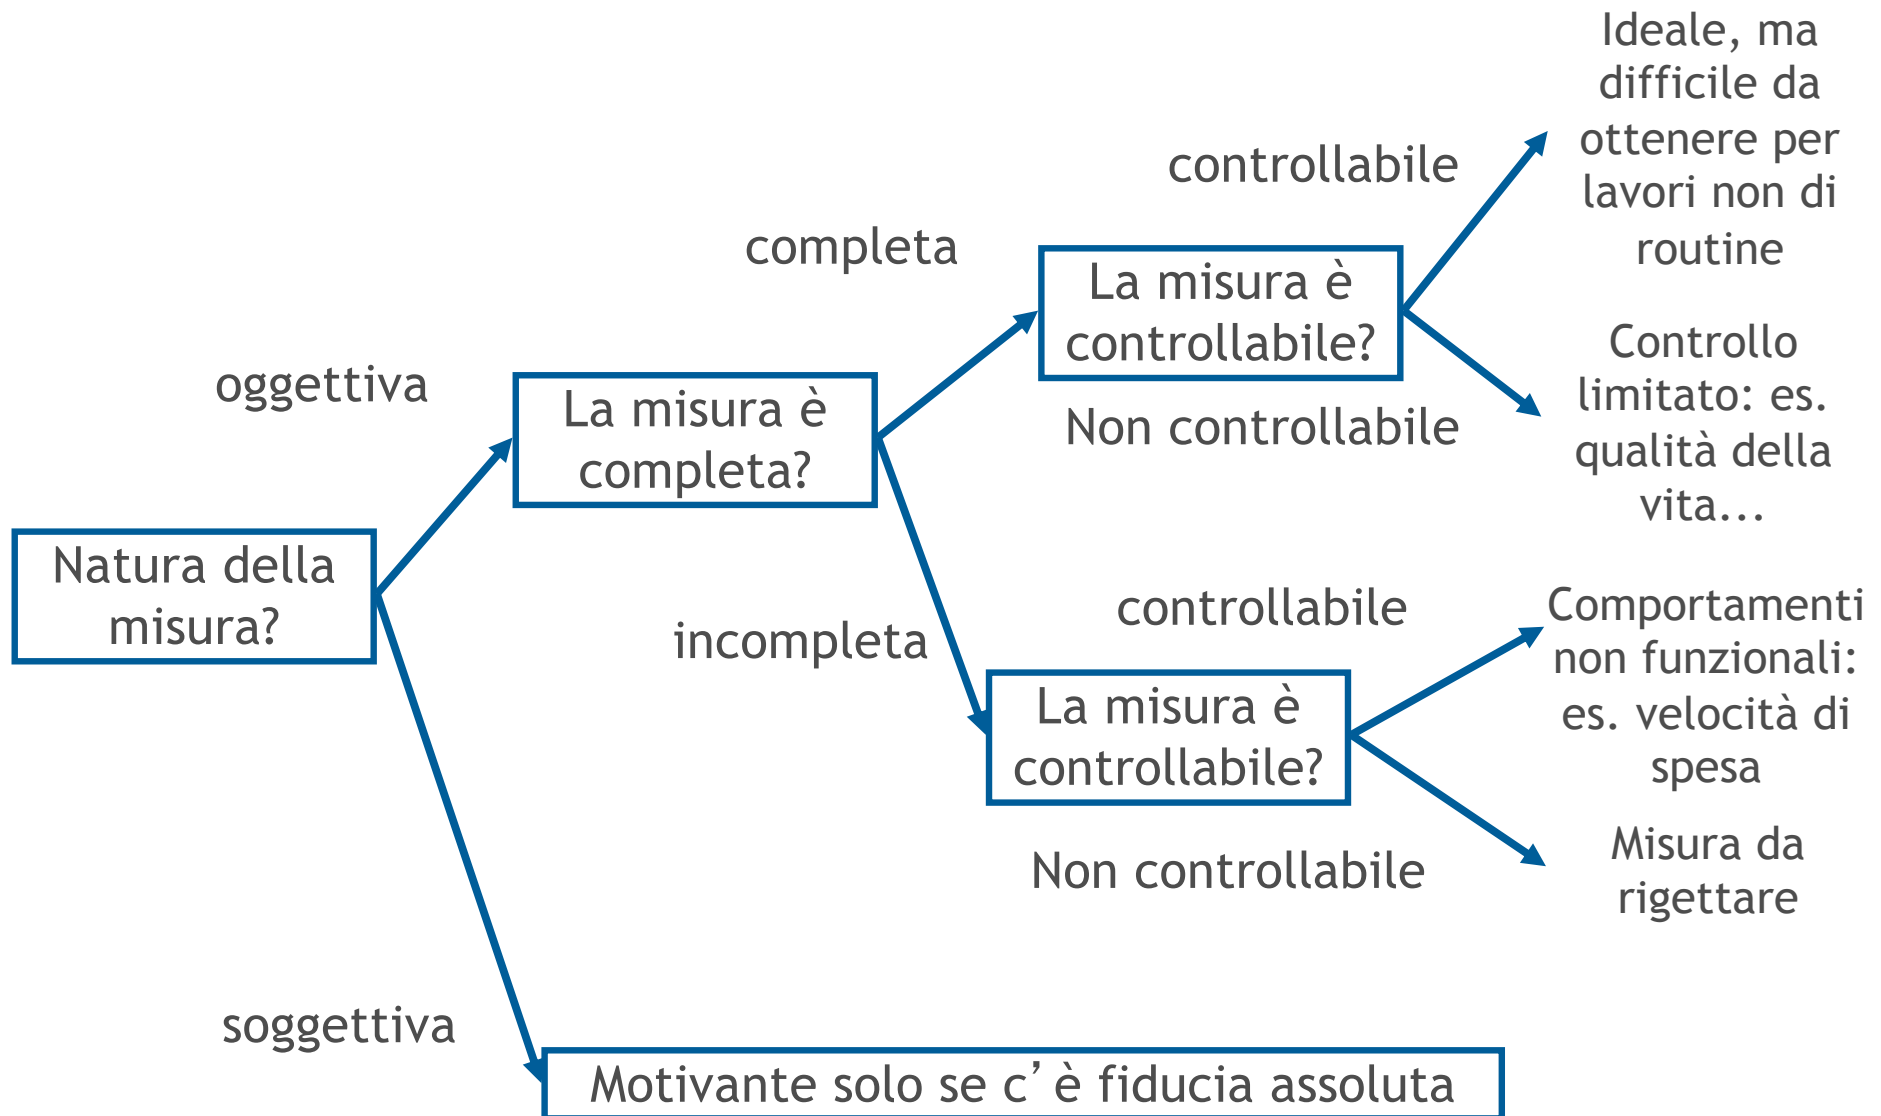 Ideale, ma
difficile da
ottenere per
lavori non di
routine
controllabile
completa
La misura è
controllabile?
Controllo
limitato: es.
qualità della
vita...
Non controllabile
oggettiva
La misura è
completa?
Natura della
misura?
incompleta
controllabile
Comportamenti
non funzionali:
es. velocità di
spesa
La misura è
controllabile?
Non controllabile
Misura da
rigettare
soggettiva
Motivante solo se c’è fiducia assoluta